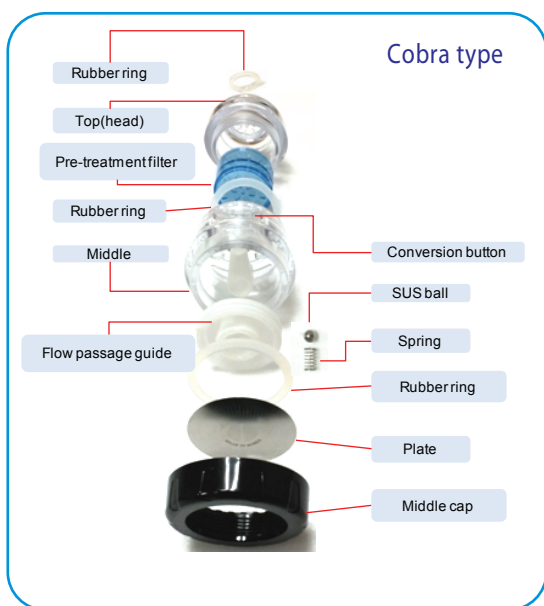 Cobra type
Rubber ring
Top(head)
Pre-treatment filter
Rubber ring
Middle
Conversion button
SUS ball
Flow passage guide
Spring
Rubber ring
Plate
Middle cap